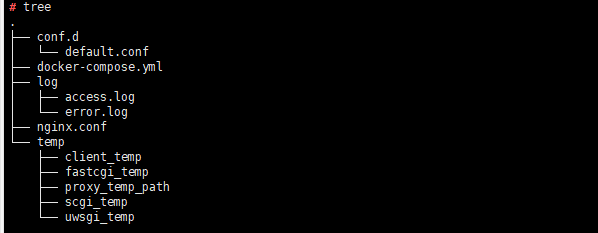 # tree
.
├── conf.d
│   └── default.conf
├── docker-compose.yml
├── log
│   ├── access.log
│   └── error.log
├── nginx.conf
└── temp
    ├── client_temp
    ├── fastcgi_temp
    ├── proxy_temp_path
    ├── scgi_temp
    └── uwsgi_temp